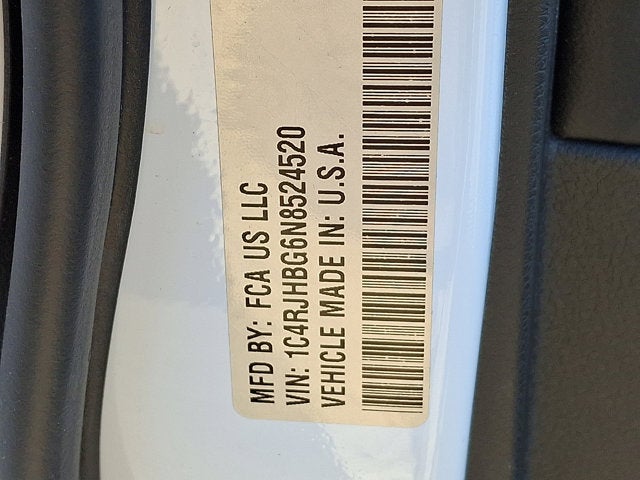 MFD BY: FCA US LLC
VIN: 1C4RJHBG6N8524520
VEHICLE MADE IN: U.S.A.